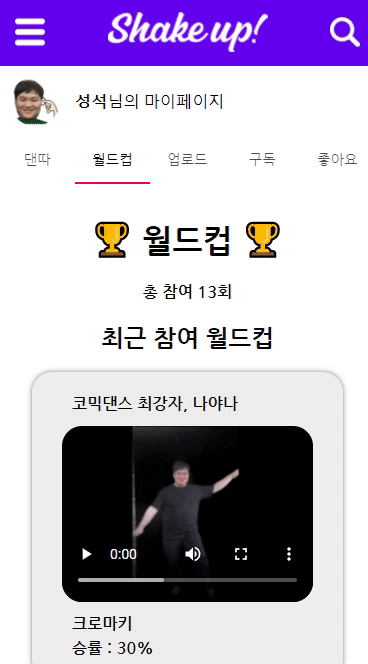 Shake up!
성석님의 마이페이지
댄따 월드컵 업로드 구독 좋아요
🏆 월드컵 🏆
총 참여 13회
최근 참여 월드컵
코믹댄스 최강자, 나야나
0:00
크로마키
승률 : 30%